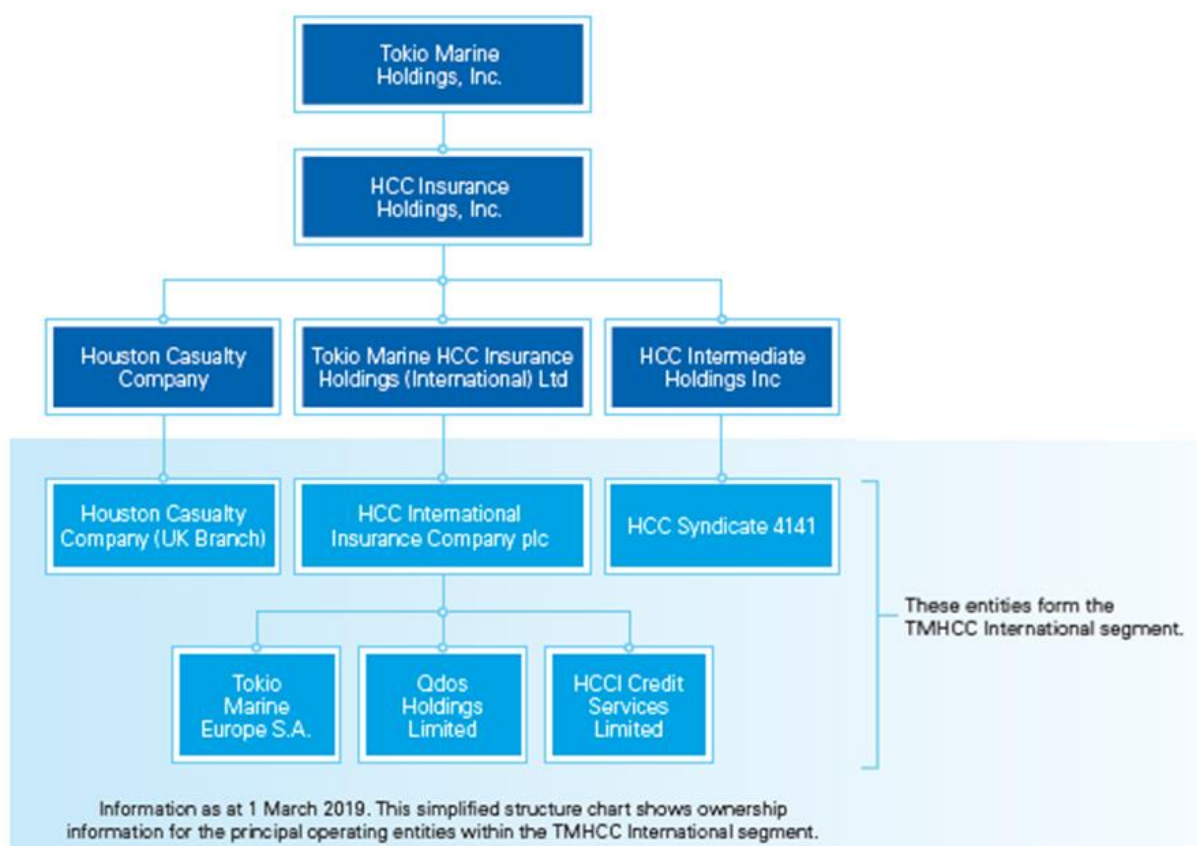 Tokio Marine
Holdings, Inc.
HCC Insurance
Holdings, Inc.
Houston Casualty
Company
Tokio Marine HCC Insurance
Holdings (International) Ltd
HCC Intermediate
Holdings Inc
Houston Casualty
Company (UK Branch)
HCC International
Insurance Company plc
HCC Syndicate 4141
These entities form the
TMHCC International segment.
Tokio
Marine
Europe S.A.
Qdos
Holdings
Limited
HCCI Credit
Services
Limited
Information as at 1 March 2019. This simplified structure chart shows ownership
information for the principal operating entities within the TMHCC International segment.